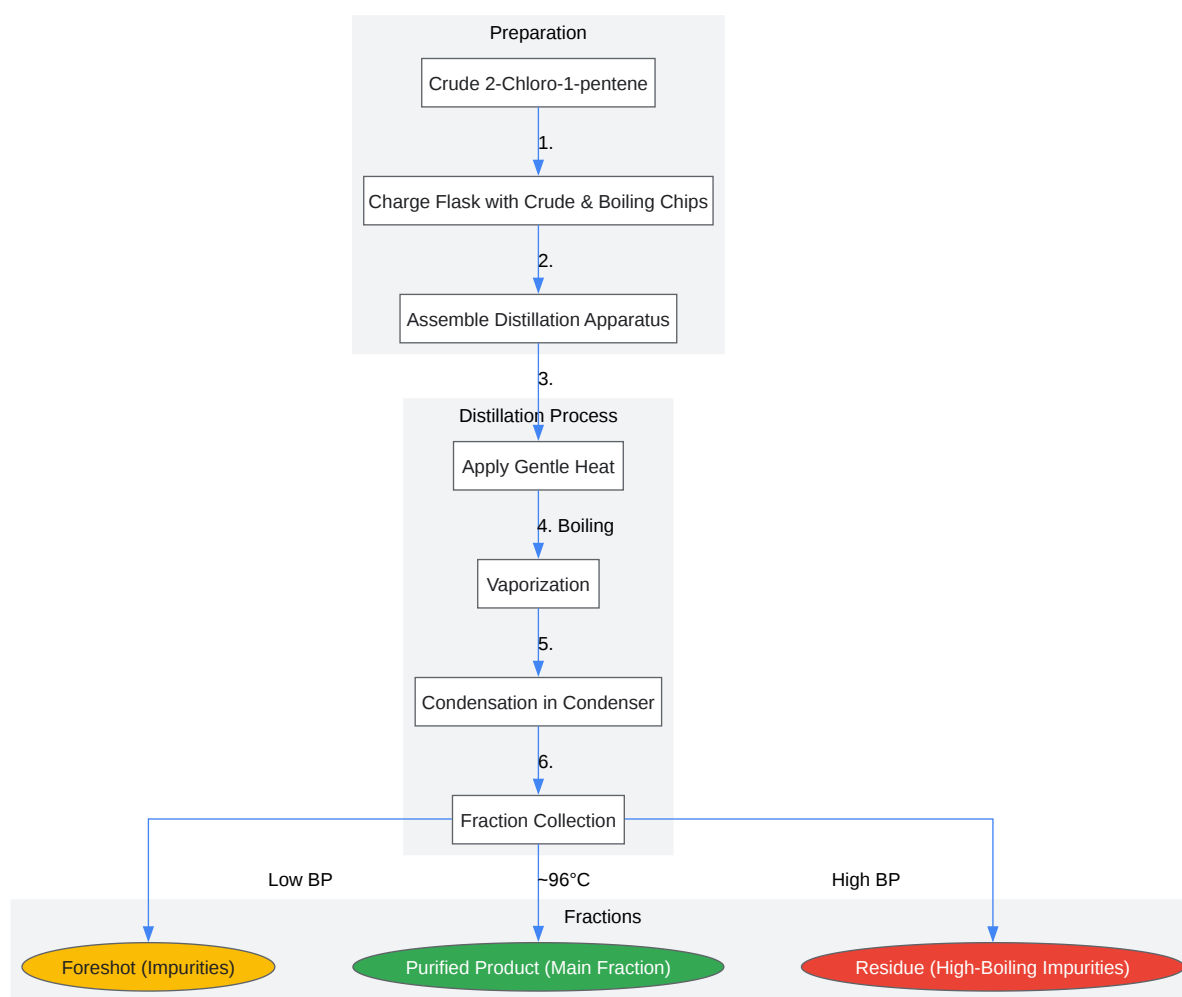 Preparation
Crude 2-Chloro-1-pentene
1.
Charge Flask with Crude & Boiling Chips
2.
Assemble Distillation Apparatus
3.
Distillation Process
Apply Gentle Heat
4. Boiling
Vaporization
5.
Condensation in Condenser
6.
Fraction Collection
Low BP
~96°C
High BP
Fractions
Foreshot (Impurities)
Purified Product (Main Fraction)
Residue (High-Boiling Impurities)